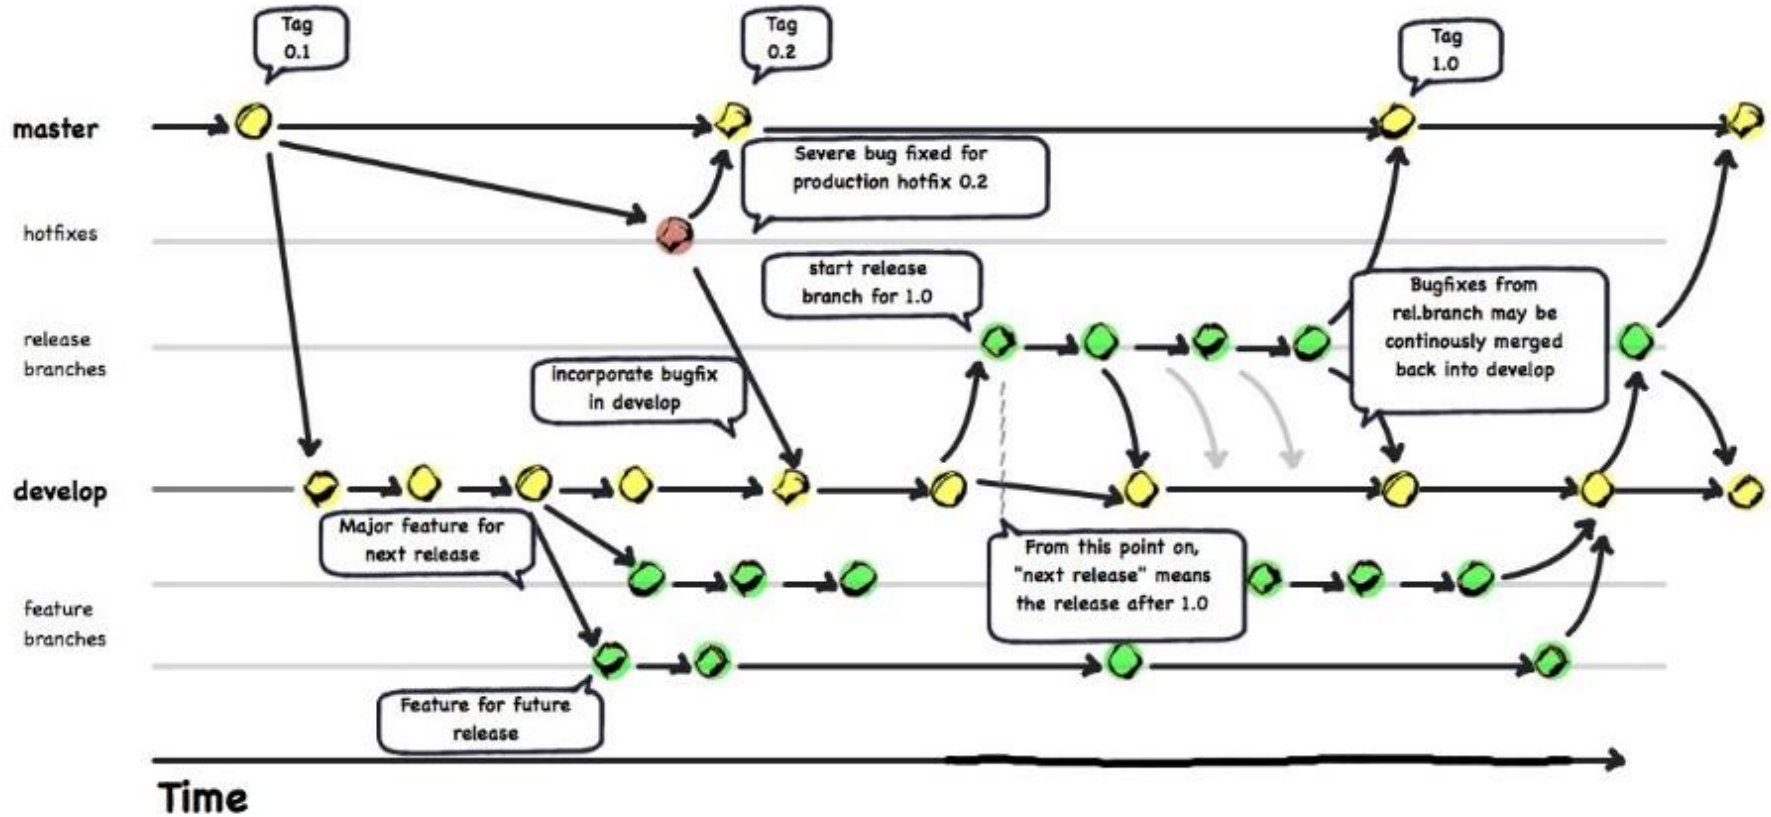 Tag
0.1
Tag
0.2
Tag
1.0
master
Severe bug fixed for
production hotfix 0.2
hotfixes
start release
branch for 1.0
Bugfixes from
rel.branch may be
continously merged
back into develop
release
branches
incorporate bugfix
in develop
develop
Major feature for
next release
From this point on,
"next release" means
the release after 1.0
feature
branches
Feature for future
release
Time